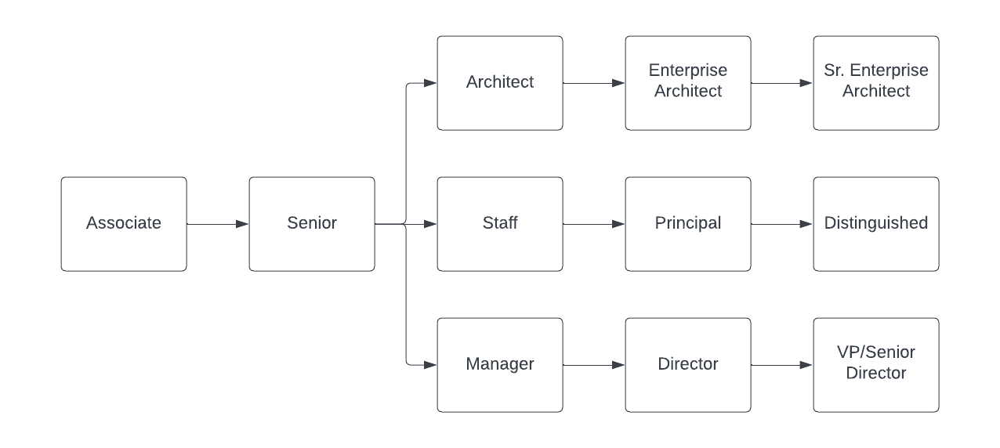 Architect
Enterprise
Architect
Sr. Enterprise
Architect
Associate
Senior
Staff
Principal
Distinguished
Manager
Director
VP/Senior
Director